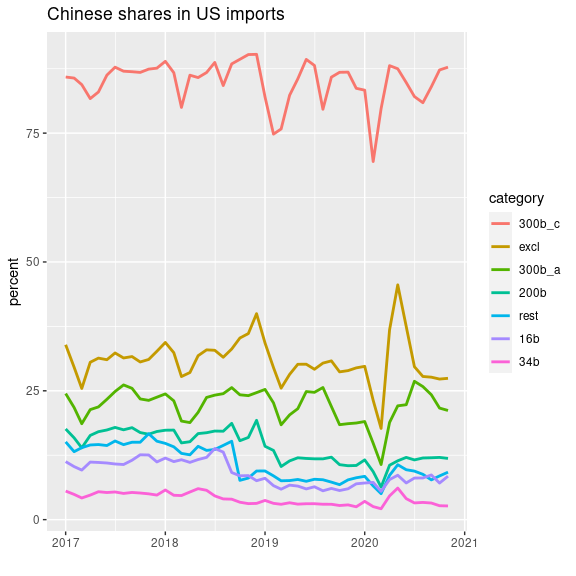 Chinese shares in US imports
percent
75
50
25
0
2017
2018
2019
2020
2021
category
300b_c
excl
300b_a
200b
rest
16b
34b